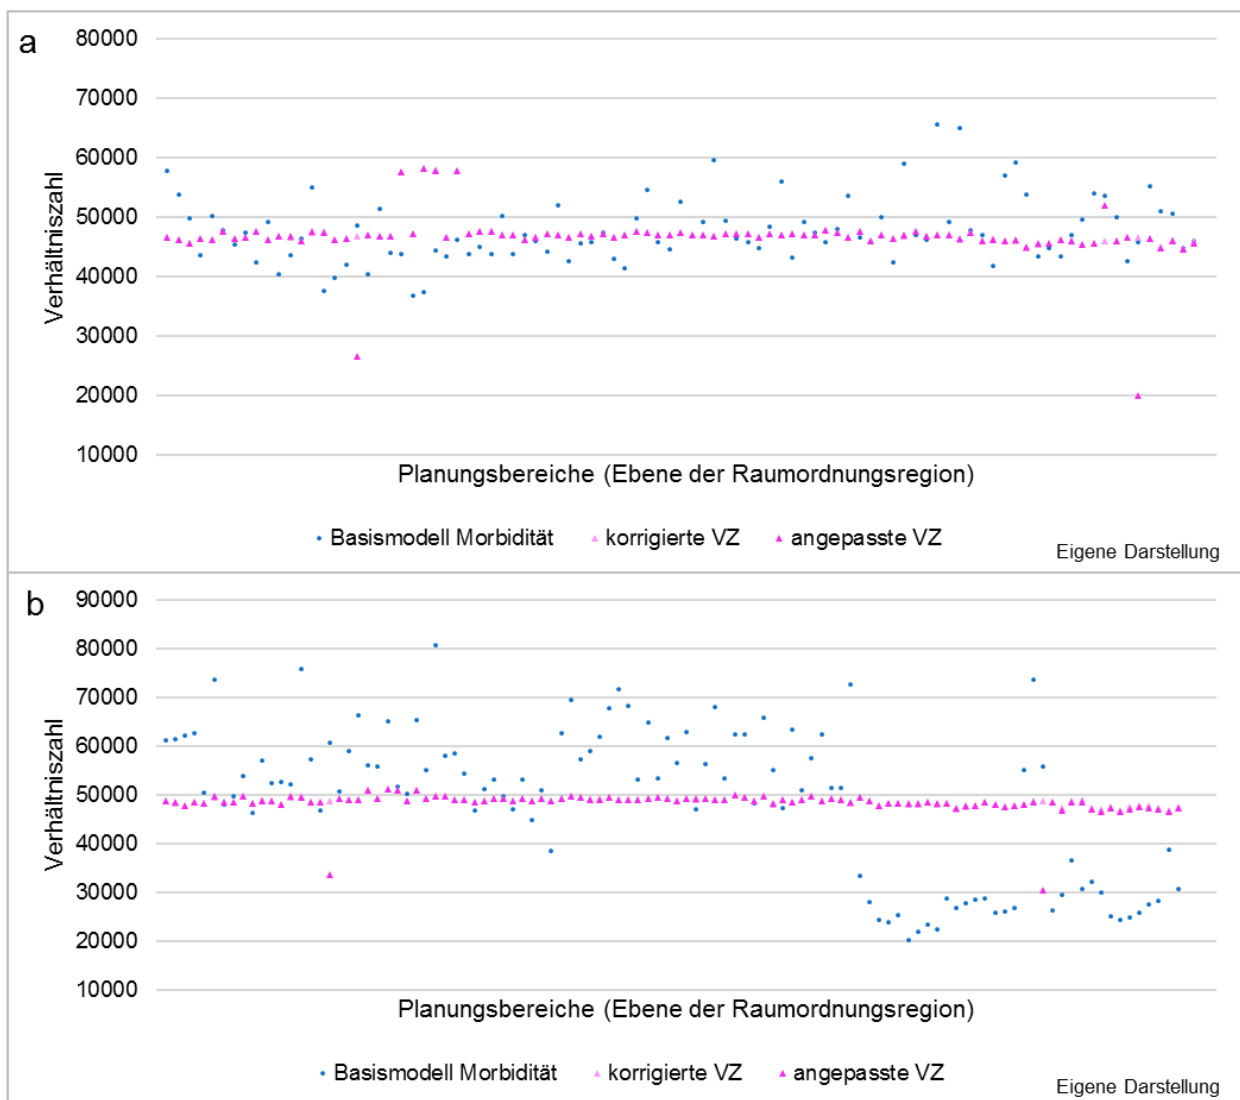 a
80000
70000
60000
50000
40000
30000
20000
10000
Verhältniszahl
Planungsbereiche (Ebene der Raumordnungsregion)
Basismodell Morbidität korrigierte VZ angepasste VZ
Eigene Darstellung
b
90000
80000
70000
60000
50000
40000
30000
20000
10000
Verhältniszahl
Planungsbereiche (Ebene der Raumordnungsregion)
Basismodell Morbidität korrigierte VZ angepasste VZ
Eigene Darstellung